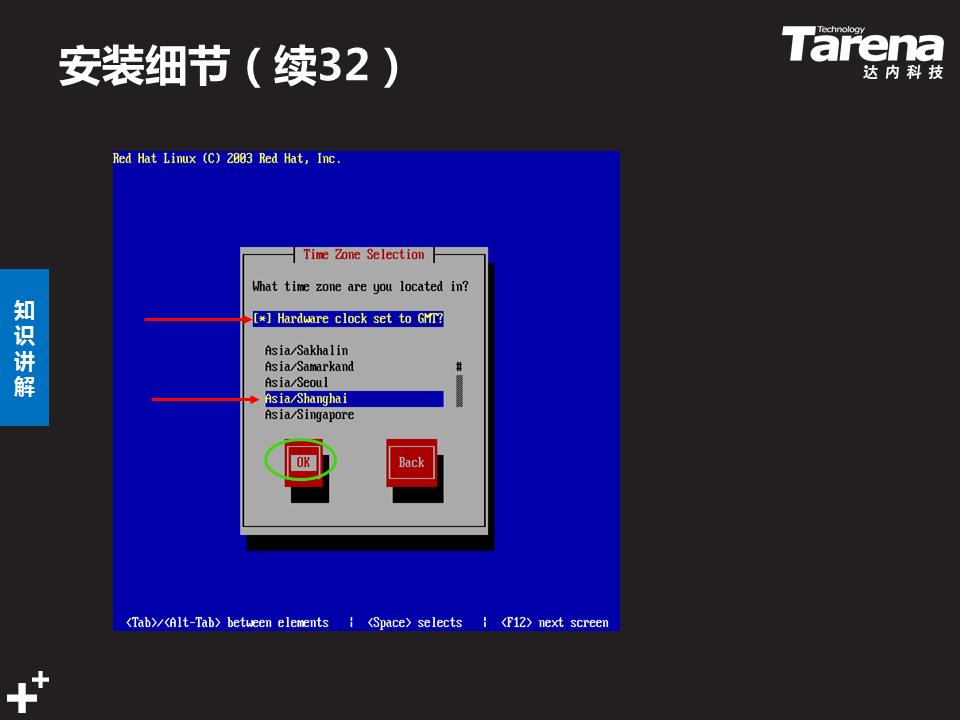 安装细节（续32）
Technology
Tarena
达内科技
知识讲解
Red Hat Linux (C) 2003 Red Hat, Inc.
Time Zone Selection
What time zone are you located in?
[*] Hardware clock set to GMT?
Asia/Sakhalin
Asia/Samarkand #
Asia/Seoul
Asia/Shanghai
Asia/Singapore
OK Back
<Tab>/<Alt-Tab> between elements | <Space> selects | <F12> next screen